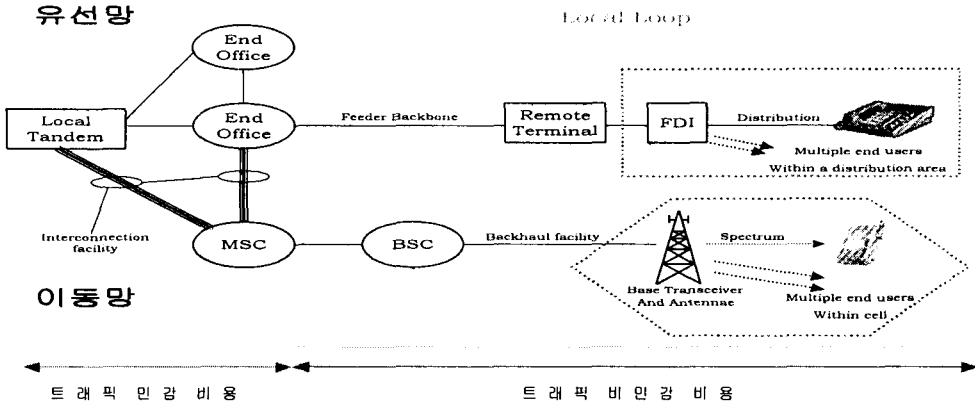 유선망
Local Loop
End
Office
Local
Tandem
End
Office
Feeder Backbone
Remote
Terminal
FDI
Distribution
Multiple end users
Within a distribution area
Interconnection
facility
MSC
BSC
Backhaul facility
Spectrum
Base Transceiver
And Antennae
Multiple end users
Within cell
이동망
트 래 픽 민 감 비 용
트 래 픽 비 민 감 비 용